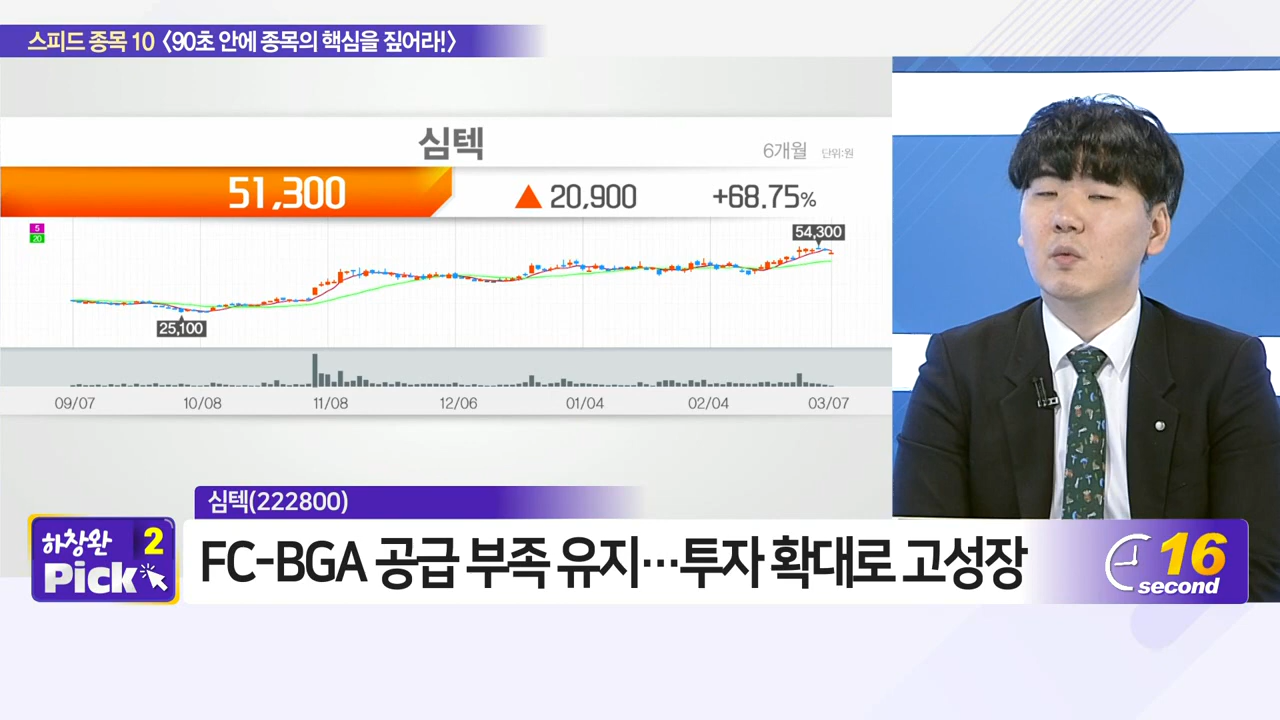 스피드 종목 10 〈90초 안에 종목의 핵심을 짚어라!〉
심텍
6개월 단위:원
51,300 ▲ 20,900 +68.75%
5
20
54,300
25,100
09/07 10/08 11/08 12/06 01/04 02/04 03/07
심텍(222800)
하창완 2
Pick
FC-BGA 공급 부족 유지…투자 확대로 고성장
16
second